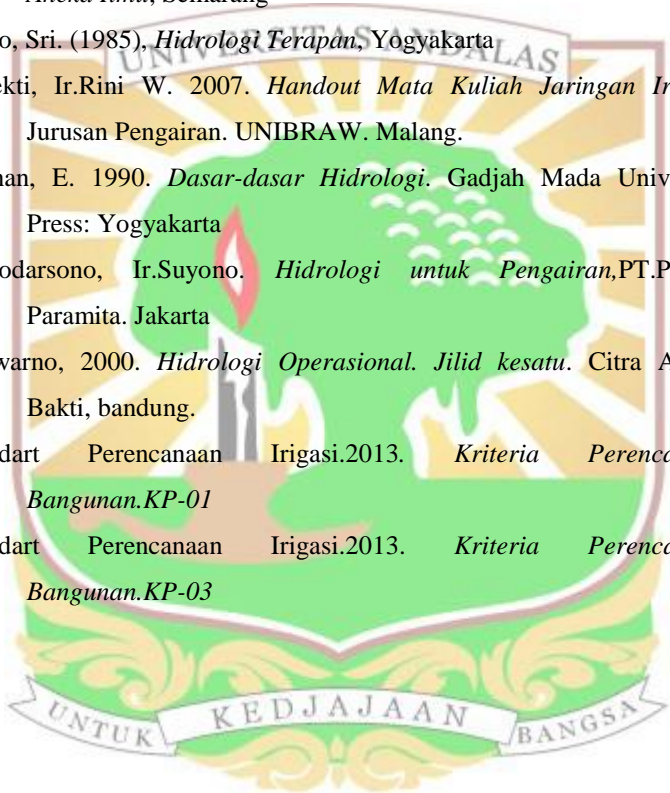 Aneka Ilmu, Semarang
o, Sri. (1985), Hidrologi Terapan, Yogyakarta
ekti, Ir.Rini W. 2007. Handout Mata Kuliah Jaringan Ir
Jurusan Pengairan. UNIBRAW. Malang.
nan, E. 1990. Dasar-dasar Hidrologi. Gadjah Mada Univ
Press: Yogyakarta
odarsono, Ir.Suyono. Hidrologi untuk Pengairan,PT.P
Paramita. Jakarta
warno, 2000. Hidrologi Operasional. Jilid kesatu. Citra A
Bakti, bandung.
dart Perencanaan Irigasi.2013. Kriteria Perenca
Bangunan.KP-01
dart Perencanaan Irigasi.2013. Kriteria Perenca
Bangunan.KP-03
UNIVERSITAS ANDALAS
UNTUK KEDJAJAAN BANGSA